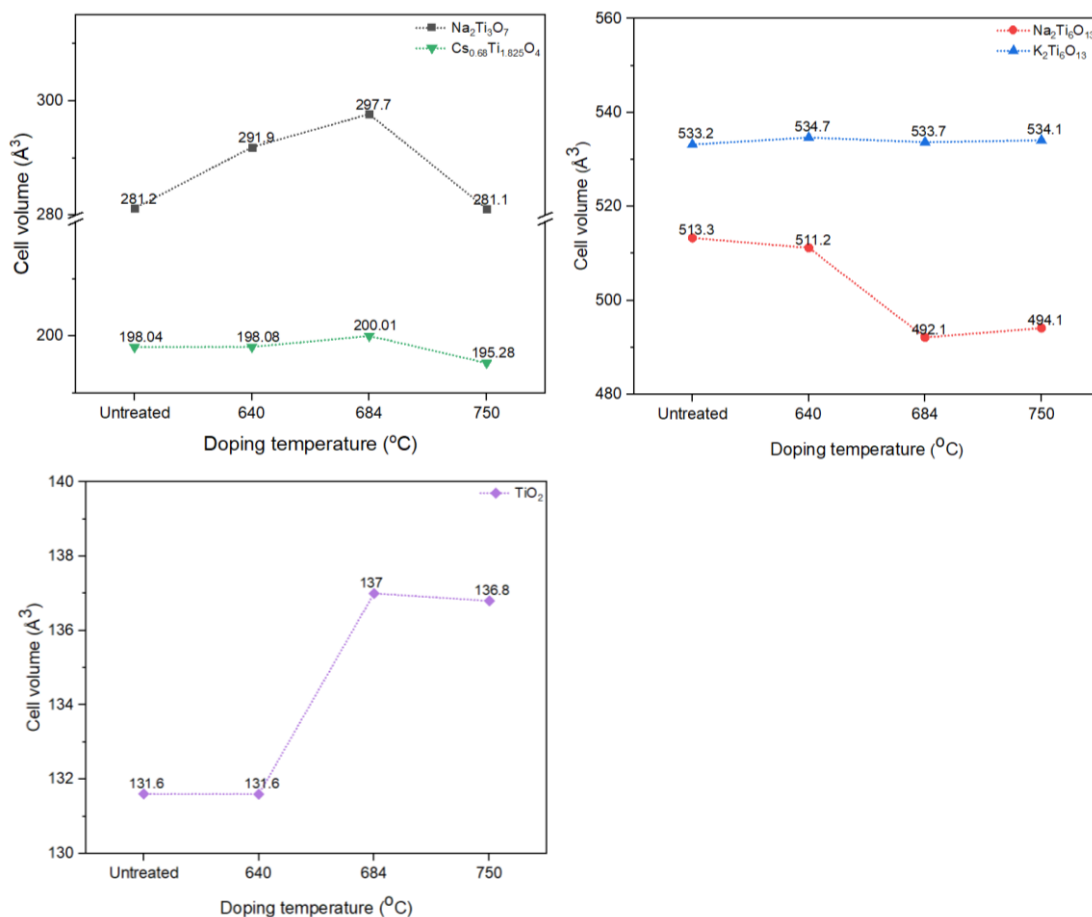 Na₂Ti₃O₇
Cs₀.₆₈Ti₁.₈₂₅O₄
300
280
200
Cell volume (Å³)
281.2
291.9
297.7
281.1
198.04
198.08
200.01
195.28
Untreated 640 684 750
Doping temperature (°C)
Na₂Ti₆O₁₃
K₂Ti₆O₁₃
560
540
520
500
480
Cell volume (Å³)
533.2
534.7
533.7
534.1
513.3
511.2
492.1
494.1
Untreated 640 684 750
Doping temperature (°C)
TiO₂
140
138
136
134
132
130
Cell volume (Å³)
131.6
131.6
137
136.8
Untreated 640 684 750
Doping temperature (°C)